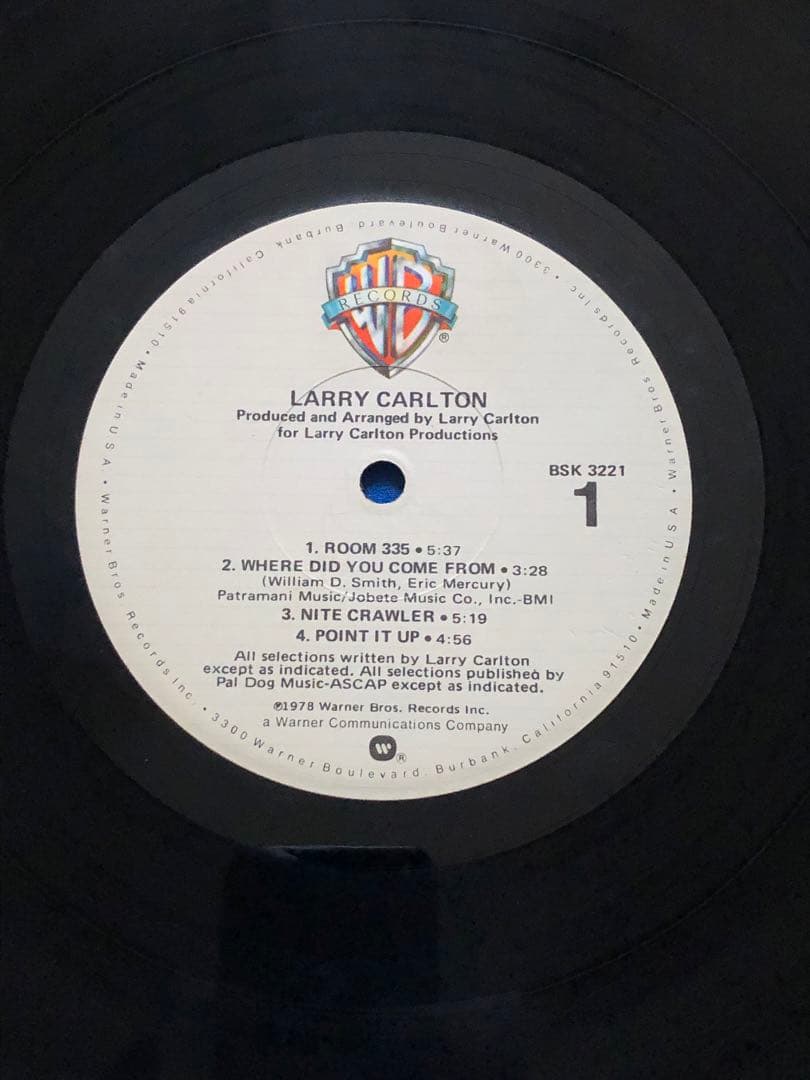 WB
RECORDS
®
LARRY CARLTON
Produced and Arranged by Larry Carlton
for Larry Carlton Productions
BSK 3221
1
1. ROOM 335 • 5:37
2. WHERE DID YOU COME FROM • 3:28
(William D. Smith, Eric Mercury)
Patramani Music/Jobete Music Co., Inc.-BMI
3. NITE CRAWLER • 5:19
4. POINT IT UP • 4:56
All selections written by Larry Carlton
except as indicated. All selections published by
Pal Dog Music-ASCAP except as indicated.
℗1978 Warner Bros. Records Inc.
a Warner Communications Company
W®
Warner Bros Records Inc. • 3300 Warner Boulevard. Burbank. California 91510 • Made in USA • Warner Bros Records Inc • 3300 Warner Boulevard Burbank California 91510 • Made in USA •